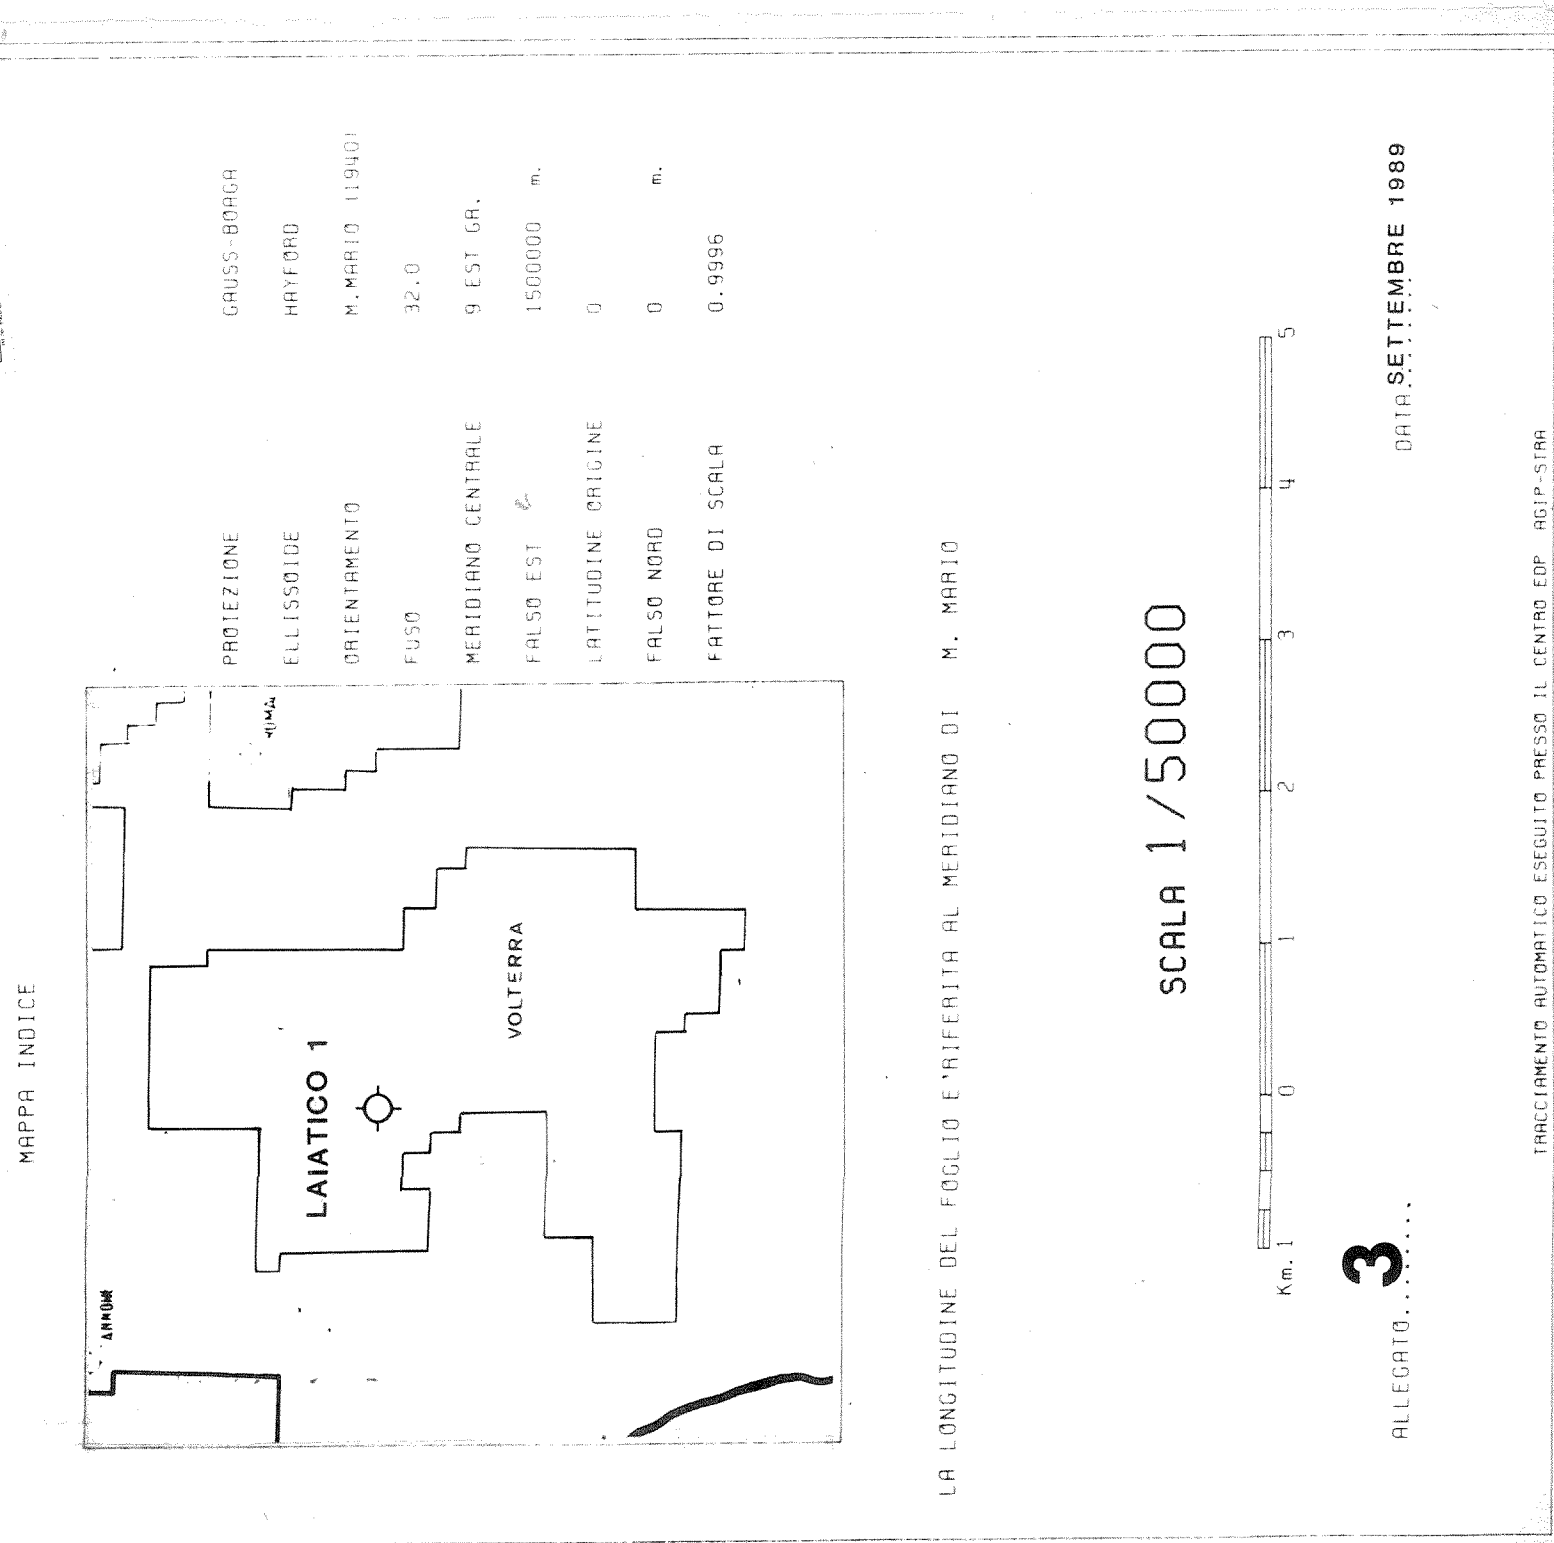 MAPPA INDICE
LAIATICO 1
VOLTERRA
PROIEZIONE GAUSS-BOAGA
ELLISSOIDE HAYFORD
ORIENTAMENTO M.MARIO (1940)
FUSO 32.0
MERIDIANO CENTRALE 9 EST GR.
FALSO EST 1500000 m.
LATITUDINE ORIGINE 0
FALSO NORD 0 m.
FATTORE DI SCALA 0.9996
LA LONGITUDINE DEL FOGLIO E'RIFERITA AL MERIDIANO DI M. MARIO
SCALA 1/50000
Km. 1 0 1 2 3 4 5
ALLEGATO.........3
DATA.SETTEMBRE 1989
TRACCIAMENTO AUTOMATICO ESEGUITO PRESSO IL CENTRO EDP AGIP-STRA